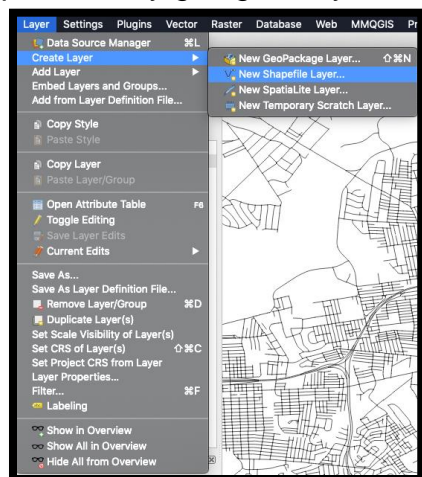 Layer Settings Plugins Vector Raster Database Web MMQGIS Pr
Data Source Manager ⌘L
Create Layer
Add Layer
Embed Layers and Groups...
Add from Layer Definition File...
Copy Style
Paste Style
Copy Layer
Paste Layer/Group
Open Attribute Table F6
Toggle Editing
Save Layer Edits
Current Edits
Save As...
Save As Layer Definition File...
Remove Layer/Group ⌘D
Duplicate Layer(s)
Set Scale Visibility of Layer(s)
Set CRS of Layer(s) ⇧⌘C
Set Project CRS from Layer
Layer Properties...
Filter... ⌘F
Labeling
Show in Overview
Show All in Overview
Hide All from Overview
New GeoPackage Layer... ⇧⌘N
New Shapefile Layer...
New SpatiaLite Layer...
New Temporary Scratch Layer...